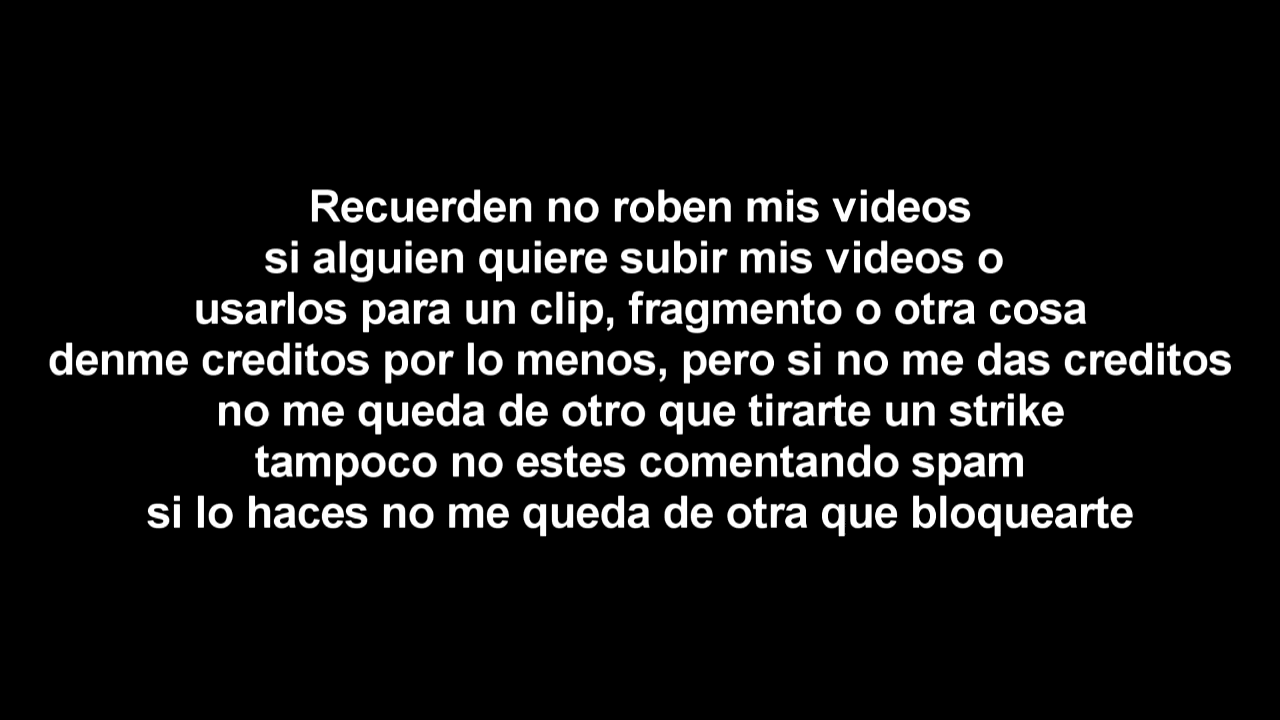 Recuerden no roben mis videos
si alguien quiere subir mis videos o
usarlos para un clip, fragmento o otra cosa
denme creditos por lo menos, pero si no me das creditos
no me queda de otro que tirarte un strike
tampoco no estes comentando spam
si lo haces no me queda de otra que bloquearte